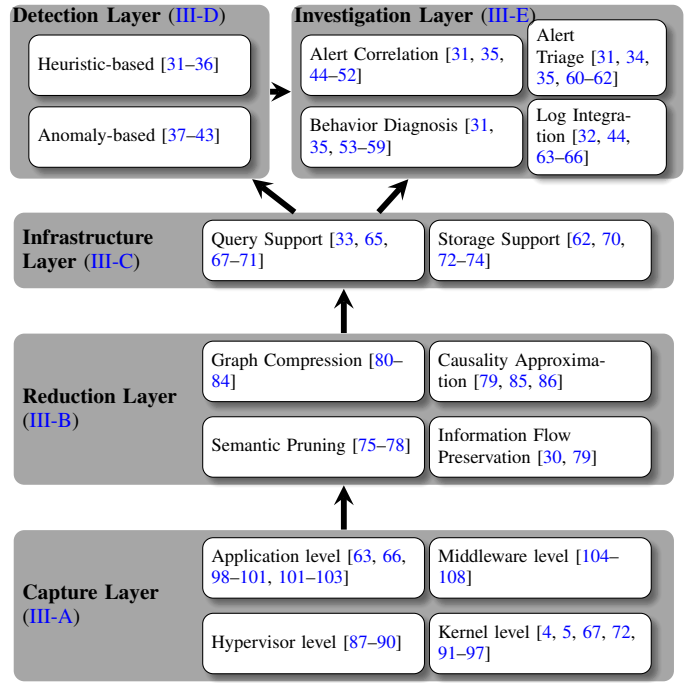 Detection Layer (III-D)
Heuristic-based [31–36]
Anomaly-based [37–43]
Investigation Layer (III-E)
Alert Correlation [31, 35,
44–52]
Alert
Triage [31, 34,
35, 60–62]
Behavior Diagnosis [31,
35, 53–59]
Log Integra-
tion [32, 44,
63–66]
Infrastructure
Layer (III-C)
Query Support [33, 65,
67–71]
Storage Support [62, 70,
72–74]
Reduction Layer
(III-B)
Graph Compression [80–
84]
Causality Approxima-
tion [79, 85, 86]
Semantic Pruning [75–78]
Information Flow
Preservation [30, 79]
Capture Layer
(III-A)
Application level [63, 66,
98–101, 101–103]
Middleware level [104–
108]
Hypervisor level [87–90]
Kernel level [4, 5, 67, 72,
91–97]